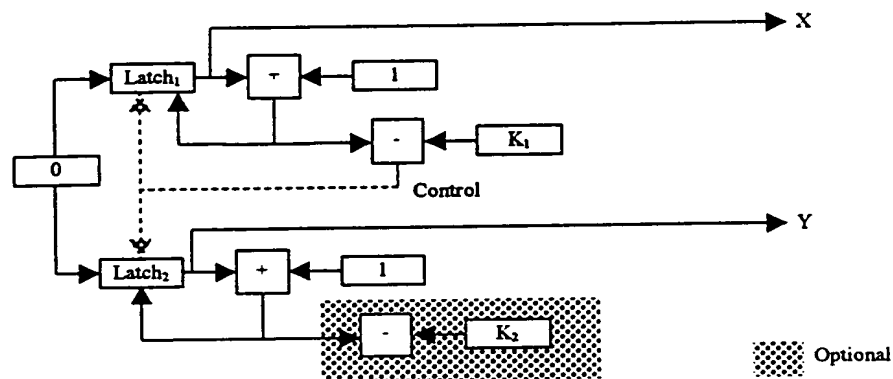 X
Latch₁
+
1
-
K₁
0
Control
Y
Latch₂
+
1
-
K₂
Optional